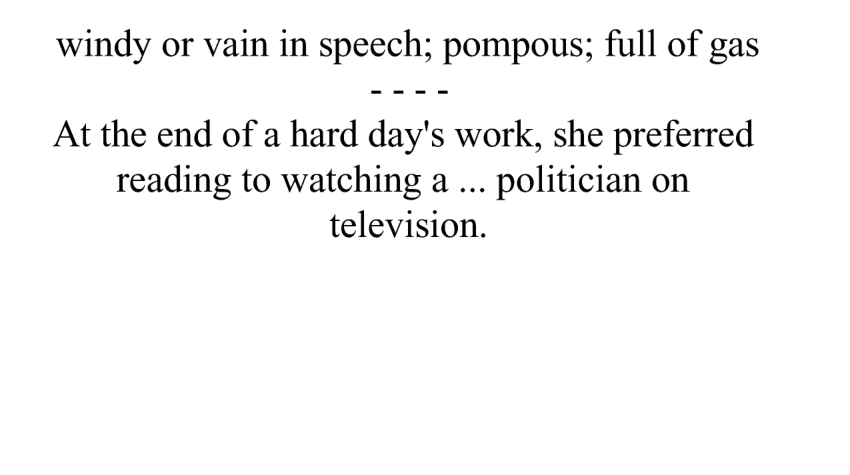 windy or vain in speech; pompous; full of gas
- - - -
At the end of a hard day's work, she preferred
reading to watching a ... politician on
television.